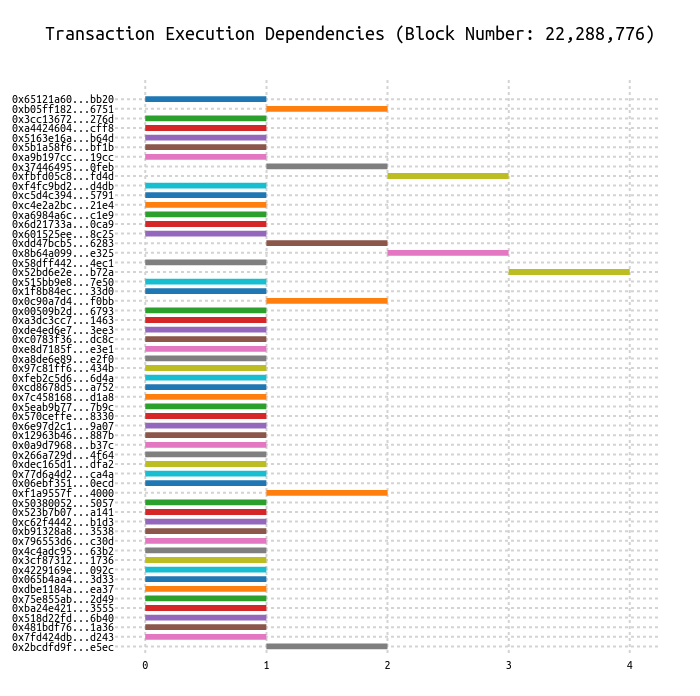 Transaction Execution Dependencies (Block Number: 22,288,776)
0x65121a60...bb20
0xb05ff182...6751
0x3cc13672...276d
0xa4424604...cff8
0x5163e16a...b64d
0x5b1a58f6...bf1b
0xa9b197cc...19cc
0x37446495...0feb
0xfbfd05c8...fd4d
0xf4fc9bd2...d4db
0xc5d4c394...5791
0xc4e2a2bc...21e4
0xa6984a6c...c1e9
0x6d21733a...0ca9
0x601525ee...8c25
0xdd47bcb5...6283
0x8b64a099...e325
0x58dff442...4ec1
0x52bd6e2e...b72a
0x515bb9e8...7e50
0x1f8b84ec...33d0
0x0c90a7d4...f0bb
0x00509b2d...6793
0xa3dc3cc7...1463
0xde4ed6e7...3ee3
0xc0783f36...dc8c
0xe8d7185f...e3e1
0xa8de6e89...e2f0
0x97c81ff6...434b
0xfeb2c5d6...6d4a
0xcd8678d5...a752
0x7c458168...d1a8
0x5eab9b77...7b9c
0x570ceffe...8330
0x6e97d2c1...9a07
0x12963b46...887b
0x0a9d7968...b37c
0x266a729d...4f64
0xdec165d1...dfa2
0x77d6a4d2...ca4a
0x06ebf351...0ecd
0xf1a9557f...4000
0x50380052...5057
0x523b7b07...a141
0xc62f4442...b1d3
0xb91328a8...3538
0x796553d6...c30d
0x4c4adc95...63b2
0x3cf87312...1736
0x4229169e...092c
0x065b4aa4...3d33
0xdbe1184a...ea37
0x75e855ab...2d49
0xba24e421...3555
0x518d22fd...6b40
0x481bdf76...1a36
0x7fd424db...d243
0x2bcdfd9f...e5ec
0 1 2 3 4